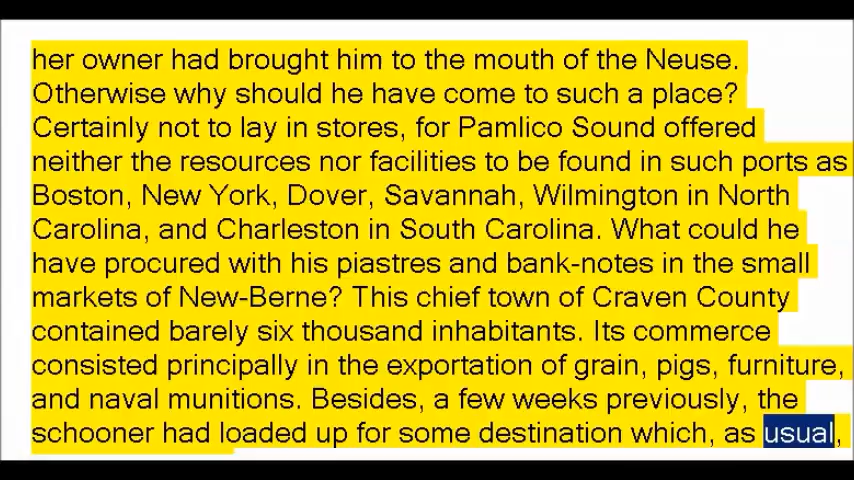 her owner had brought him to the mouth of the Neuse.
Otherwise why should he have come to such a place?
Certainly not to lay in stores, for Pamlico Sound offered
neither the resources nor facilities to be found in such ports as
Boston, New York, Dover, Savannah, Wilmington in North
Carolina, and Charleston in South Carolina. What could he
have procured with his piastres and bank-notes in the small
markets of New-Berne? This chief town of Craven County
contained barely six thousand inhabitants. Its commerce
consisted principally in the exportation of grain, pigs, furniture,
and naval munitions. Besides, a few weeks previously, the
schooner had loaded up for some destination which, as usual,